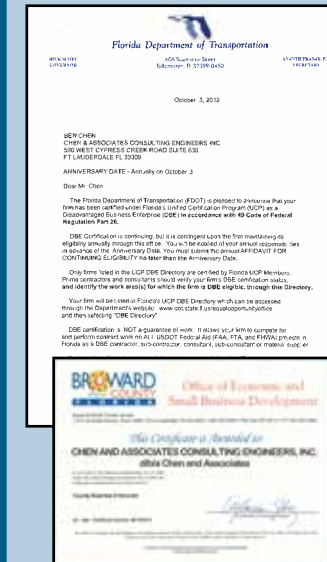 Florida Department of Transportation
RICK SCOTT
GOVERNOR
605 Suwannee Street
Tallahassee, FL 32399-0450
ANANTH PRASAD, P.E.
SECRETARY
October 3, 2012
BEN CHEN
CHEN & ASSOCIATES CONSULTING ENGINEERS INC
500 WEST CYPRESS CREEK ROAD SUITE 630
FT LAUDERDALE FL 33309
ANNIVERSARY DATE - Annually on October 3
Dear Mr. Chen
The Florida Department of Transportation (FDOT) is pleased to announce that your
firm has been certified under Florida's Unified Certification Program (UCP) as a
Disadvantaged Business Enterprise (DBE) in accordance with 49 Code of Federal
Regulation Part 26.
DBE Certification is continuing, but it is contingent upon the firm maintaining its
eligibility annually through this office. You will be notified of your annual responsibilities
in advance of the Anniversary Date. You must submit the annual AFFIDAVIT FOR
CONTINUING ELIGIBILITY no later than the Anniversary Date.
Only firms listed in the UCP DBE Directory are certified by Florida UCP Members.
Prime contractors and consultants should verify your firm's DBE certification status,
and identify the work area(s) for which the firm is DBE eligible, through this Directory.
Your firm will be listed in Florida's UCP DBE Directory which can be accessed
through the Department's website
and then selecting "DBE Directory"
DBE certification is NOT a guarantee of work. It allows your firm to compete for
and perform contract work on ALL USDOT Federal Aid (FAA, FTA, and FHWA) projects in
Florida as a DBE contractor, sub-contractor, consultant, sub-consultant or material supplier
BROWARD
COUNTY
FLORIDA
Office of Economic and
Small Business Development
This Certificate is Awarded to:
CHEN AND ASSOCIATES CONSULTING ENGINEERS, INC.
d/b/a Chen and Associates